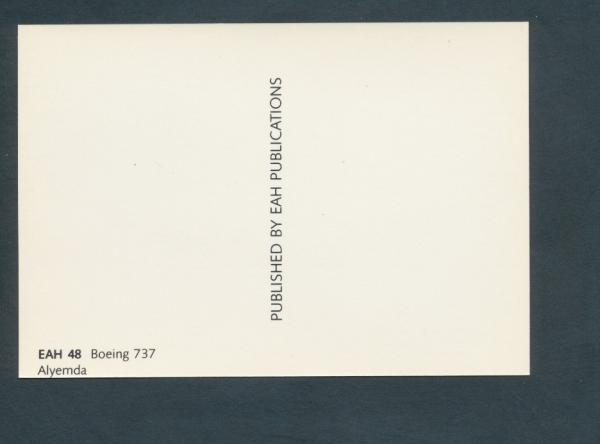 PUBLISHED BY EAH PUBLICATIONS
EAH 48 Boeing 737
Alyemda